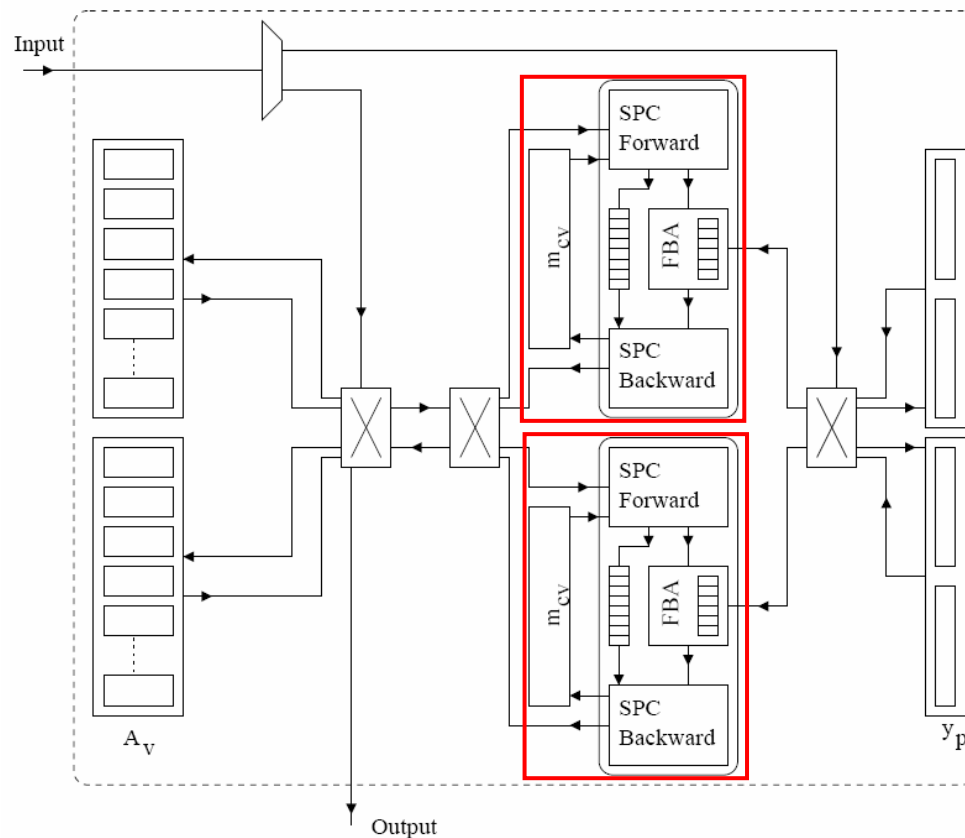 Input
SPC
Forward
m_cv
FBA
SPC
Backward
SPC
Forward
m_cv
FBA
SPC
Backward
A_v
y_p
Output